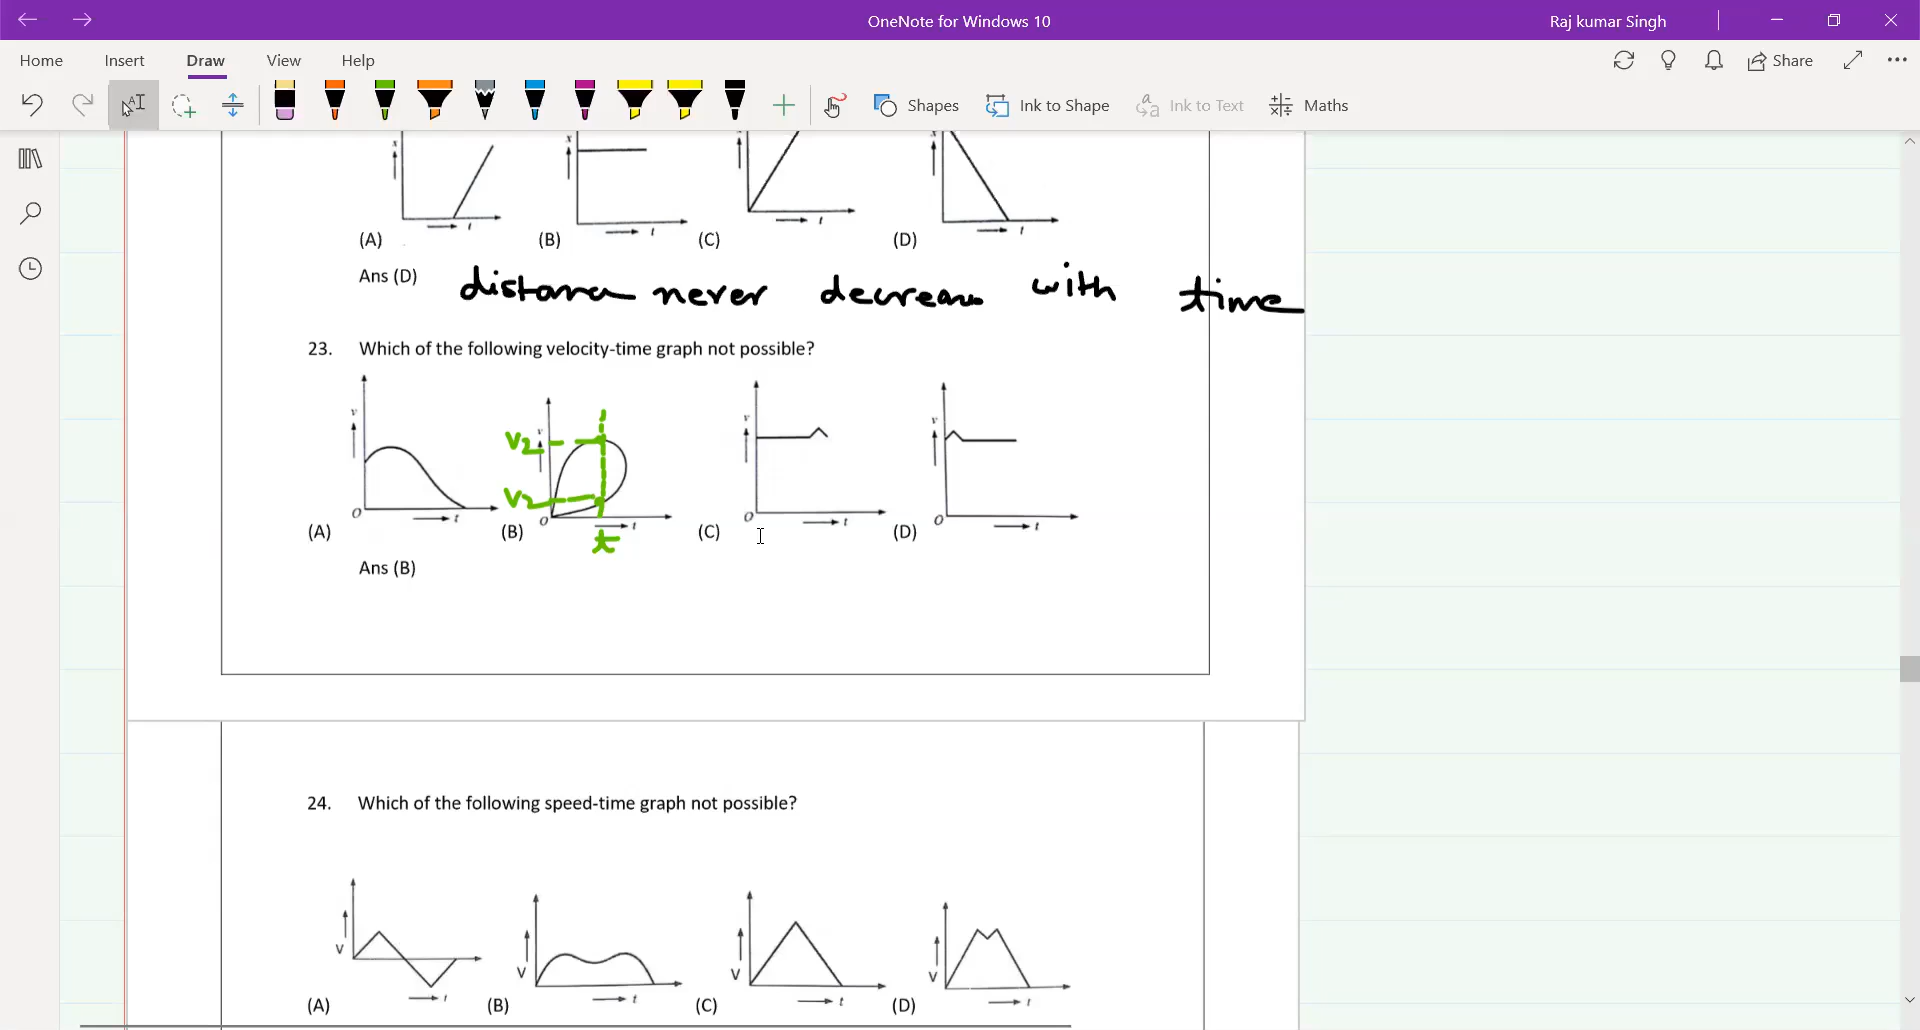 OneNote for Windows 10
Raj kumar Singh
Home Insert Draw View Help
Share
Shapes Ink to Shape Ink to Text Maths
x x x x
t t t t
(A) (B) (C) (D)
Ans (D) distance never decrease with time
23. Which of the following velocity-time graph not possible?
v v v v
V2
V2
O t O t O t O t
(A) (B) (C) (D)
t
Ans (B)
24. Which of the following speed-time graph not possible?
V V V V
t t t t
(A) (B) (C) (D)